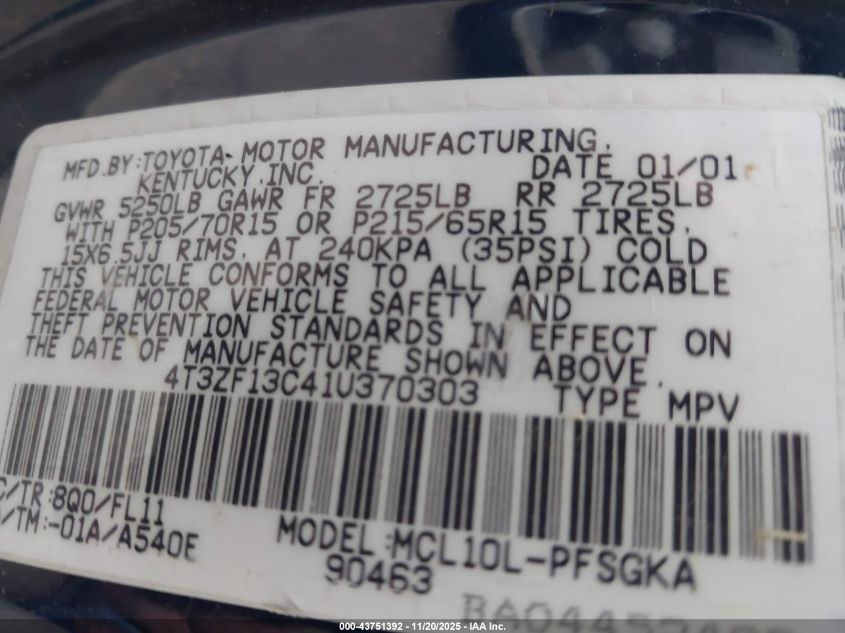 MFD.BY:TOYOTA MOTOR MANUFACTURING.
KENTUCKY,INC. DATE 01/01
GVWR 5250LB GAWR FR 2725LB RR 2725LB
WITH P205/70R15 OR P215/65R15 TIRES.
15X6.5JJ RIMS. AT 240KPA (35PSI) COLD
THIS VEHICLE CONFORMS TO ALL APPLICABLE
FEDERAL MOTOR VEHICLE SAFETY AND
THEFT PREVENTION STANDARDS IN EFFECT ON
THE DATE OF MANUFACTURE SHOWN ABOVE.
4T3ZF13C41U370303 TYPE MPV
C/TR:8Q0/FL11
A/TM:-01A/A540E MODEL:MCL10L-PFSGKA
90463
000-43751392 | 11/20/2025 - IAA Inc.